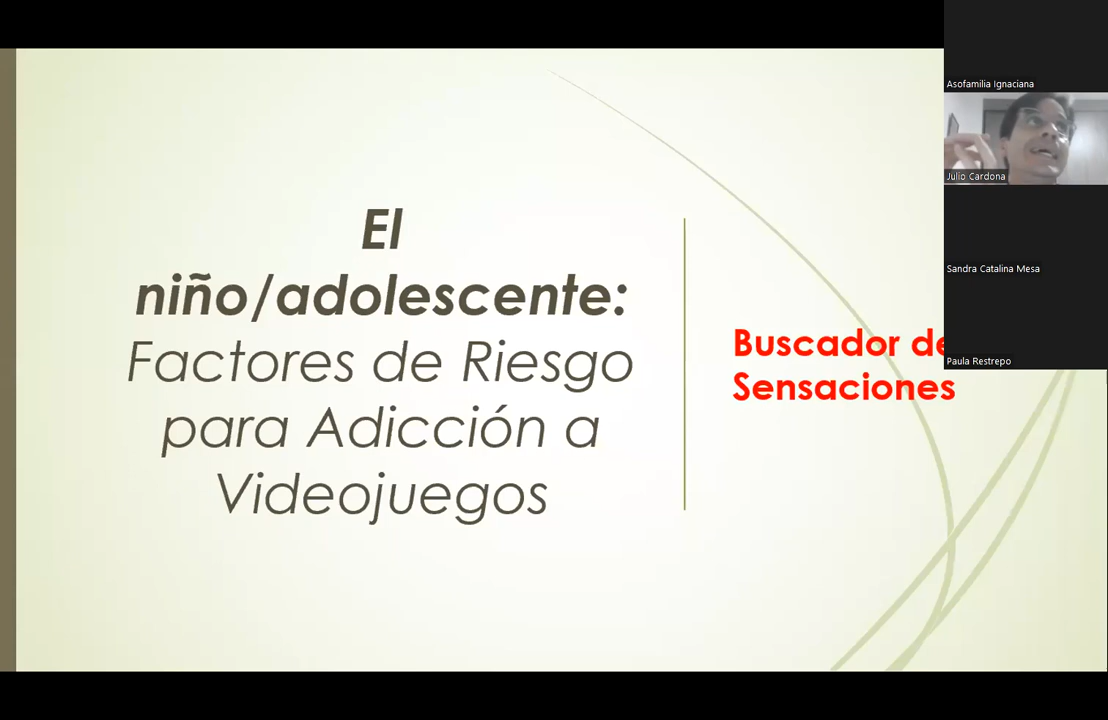 El
niño/adolescente:
Factores de Riesgo
para Adicción a
Videojuegos
Buscador de
Sensaciones
Asofamilia Ignaciana
Julio Cardona
Sandra Catalina Mesa
Paula Restrepo